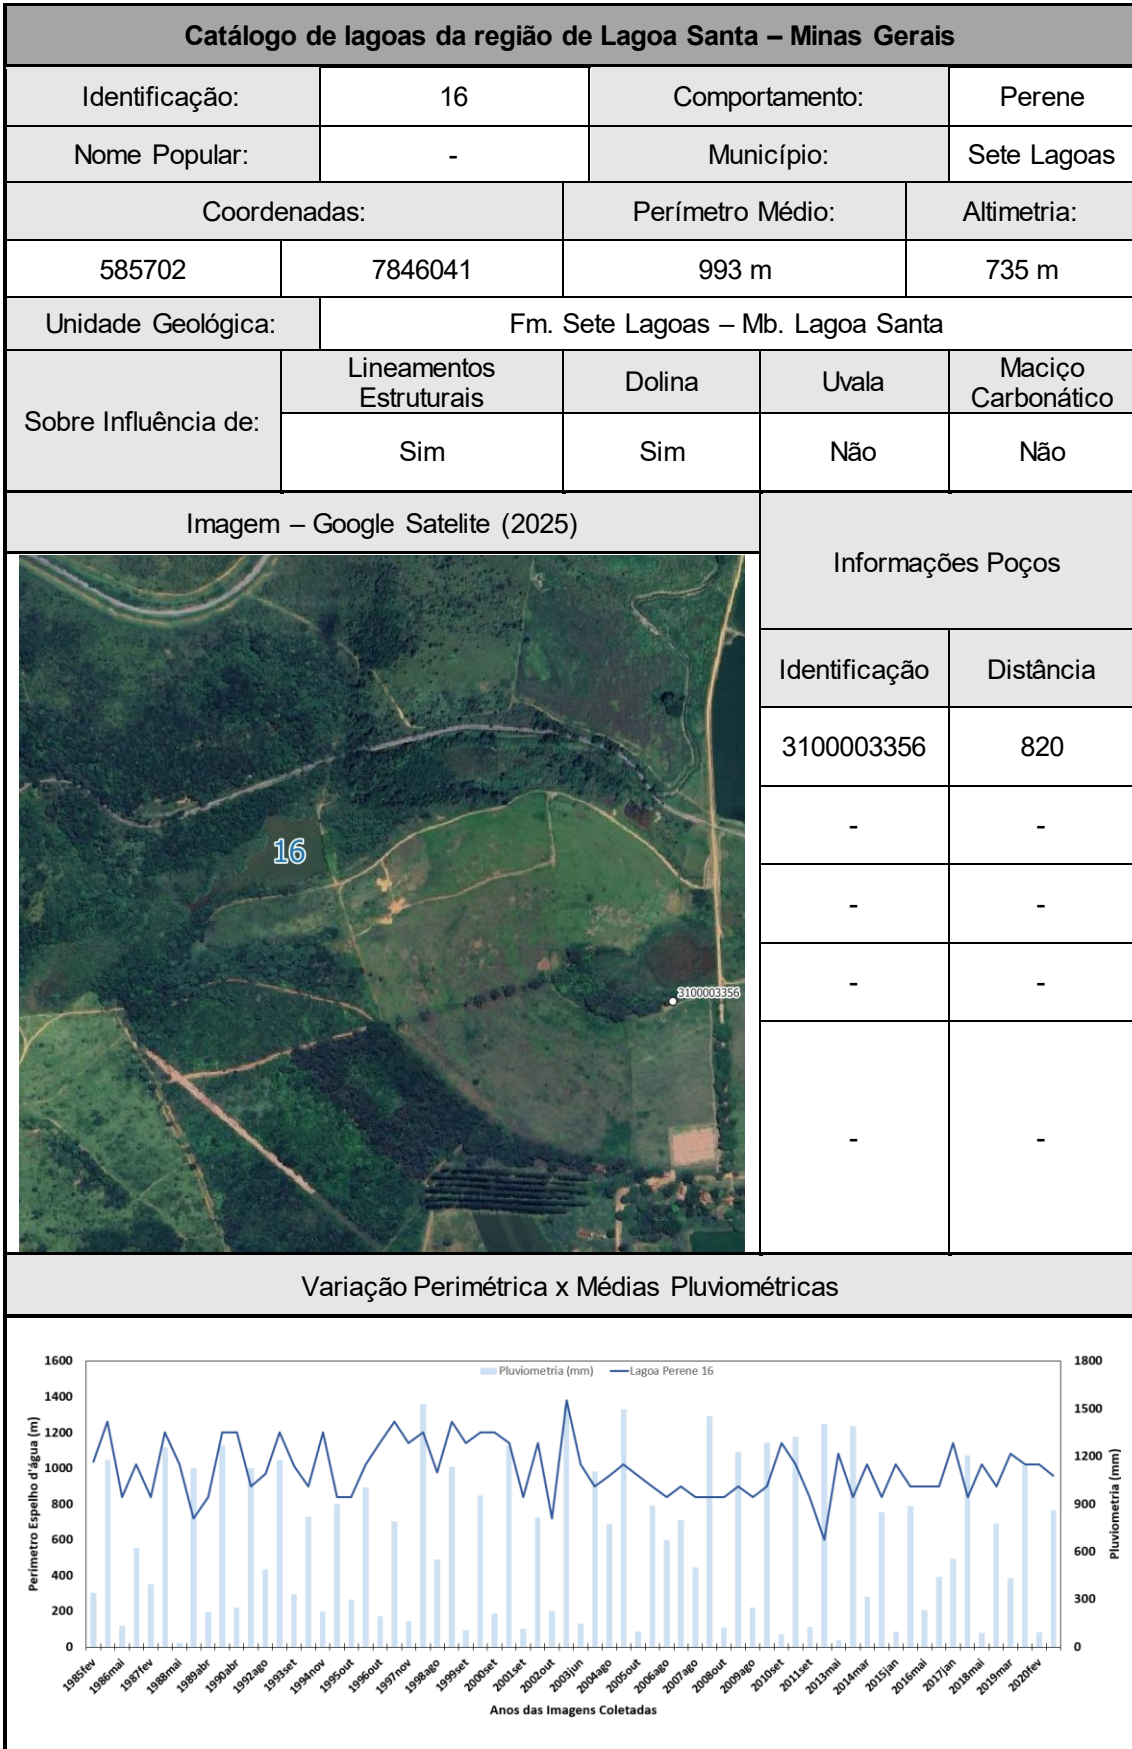 Catálogo de lagoas da região de Lagoa Santa – Minas Gerais
Identificação: 16 Comportamento: Perene
Nome Popular: - Município: Sete Lagoas
Coordenadas: Perímetro Médio: Altimetria:
585702 7846041 993 m 735 m
Unidade Geológica: Fm. Sete Lagoas – Mb. Lagoa Santa
Sobre Influência de:
Lineamentos Estruturais Dolina Uvala Maciço Carbonático
Sim Sim Não Não
Imagem – Google Satelite (2025)
Informações Poços
Identificação Distância
3100003356 820
- -
- -
- -
- -
16
3100003356
Variação Perimétrica x Médias Pluviométricas
Pluviometria (mm) Lagoa Perene 16
Perímetro Espelho d'água (m)
1600
1400
1200
1000
800
600
400
200
0
Pluviometria (mm)
1800
1500
1200
900
600
300
0
1985fev 1986mai 1987fev 1988mai 1989abr 1990abr 1992ago 1993set 1994nov 1995out 1996out 1997nov 1998ago 1999set 2000set 2001set 2002out 2003jun 2004ago 2005out 2006ago 2007ago 2008out 2009ago 2010set 2011set 2013mai 2014mar 2015jan 2016mai 2017jan 2018mai 2019mar 2020fev
Anos das Imagens Coletadas